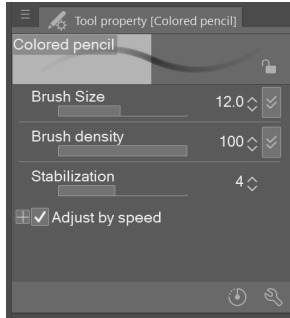 Tool property [Colored pencil]
Colored pencil
Brush Size 12.0
Brush density 100
Stabilization 4
Adjust by speed